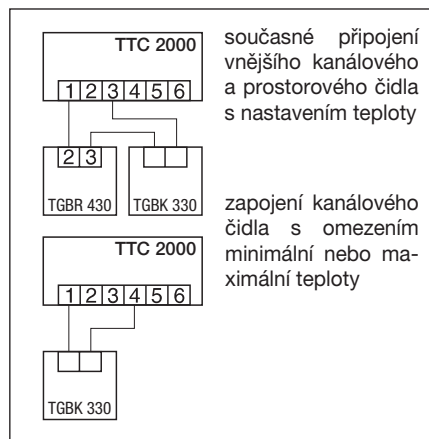 TTC 2000
1 2 3 4 5 6
2 3
TGBR 430 TGBK 330
současné připojení
vnějšího kanálového
a prostorového čidla
s nastavením teploty
TTC 2000
1 2 3 4 5 6
TGBK 330
zapojení kanálového
čidla s omezením
minimální nebo ma-
ximální teploty